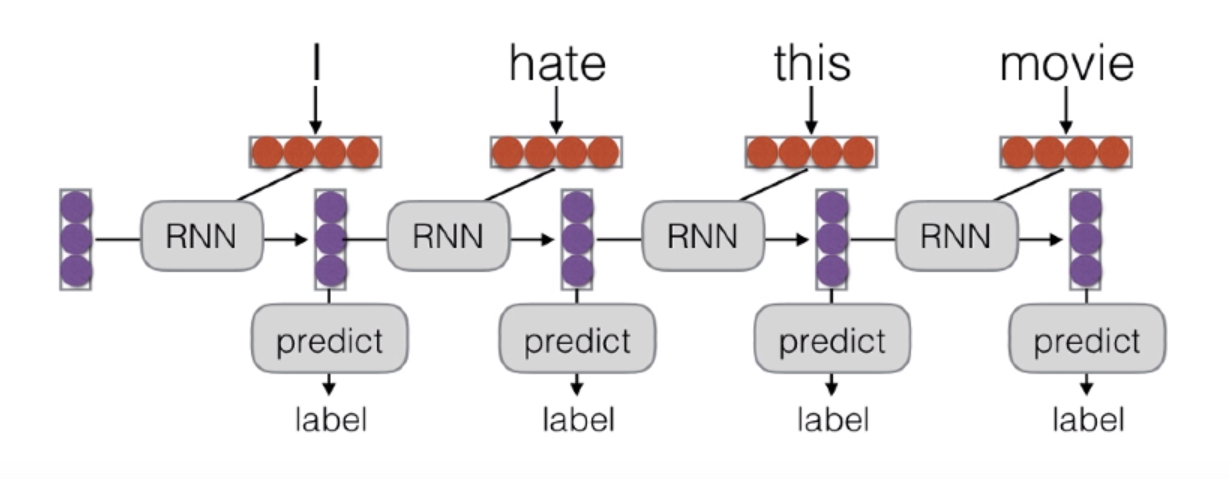 I hate this movie
RNN RNN RNN RNN
predict predict predict predict
label label label label